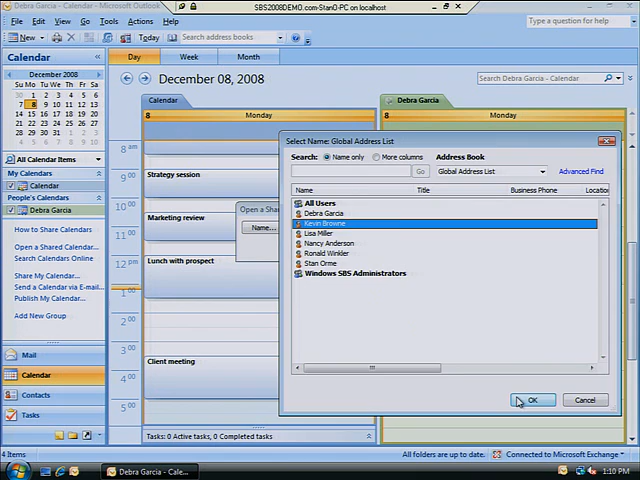 Debra Garcia - Calendar - Microsoft Outlook
SBS2008DEMO.com-Stan0-PC on localhost
File Edit View Go Tools Actions Help
Type a question for help
New
Today
Search address books
Calendar
«
Day
Week
Month
December 2008
Su Mo Tu We Th Fr Sa
30 1 2 3 4 5 6
7 8 9 10 11 12 13
14 15 16 17 18 19 20
21 22 23 24 25 26 27
28 29 30 31
All Calendar Items
My Calendars
Calendar
People's Calendars
Debra Garcia
How to Share Calendars
Open a Shared Calendar...
Search Calendars Online
Share My Calendar...
Send a Calendar via E-mail...
Publish My Calendar...
Add New Group
Mail
Calendar
Contacts
Tasks
December 08, 2008
Search Debra Garcia - Calendar
Calendar
Debra Garcia
8 Monday
8 Monday
8 am
9 00
10 00
11 00
12 pm
1 00
2 00
3 00
4 00
5 00
Strategy session
Marketing review
Lunch with prospect
Client meeting
Open a Shar
Name...
Select Name: Global Address List
Search: Name only More columns Address Book
Go
Global Address List
Advanced Find
Name Title Business Phone Location
All Users
Debra Garcia
Kevin Browne
Lisa Miller
Nancy Anderson
Ronald Winkler
Stan Orme
Windows SBS Administrators
OK
Cancel
Tasks: 0 Active tasks, 0 Completed tasks
4 Items
All folders are up to date.
Connected to Microsoft Exchange
Debra Garcia - Cale...
1:10 PM